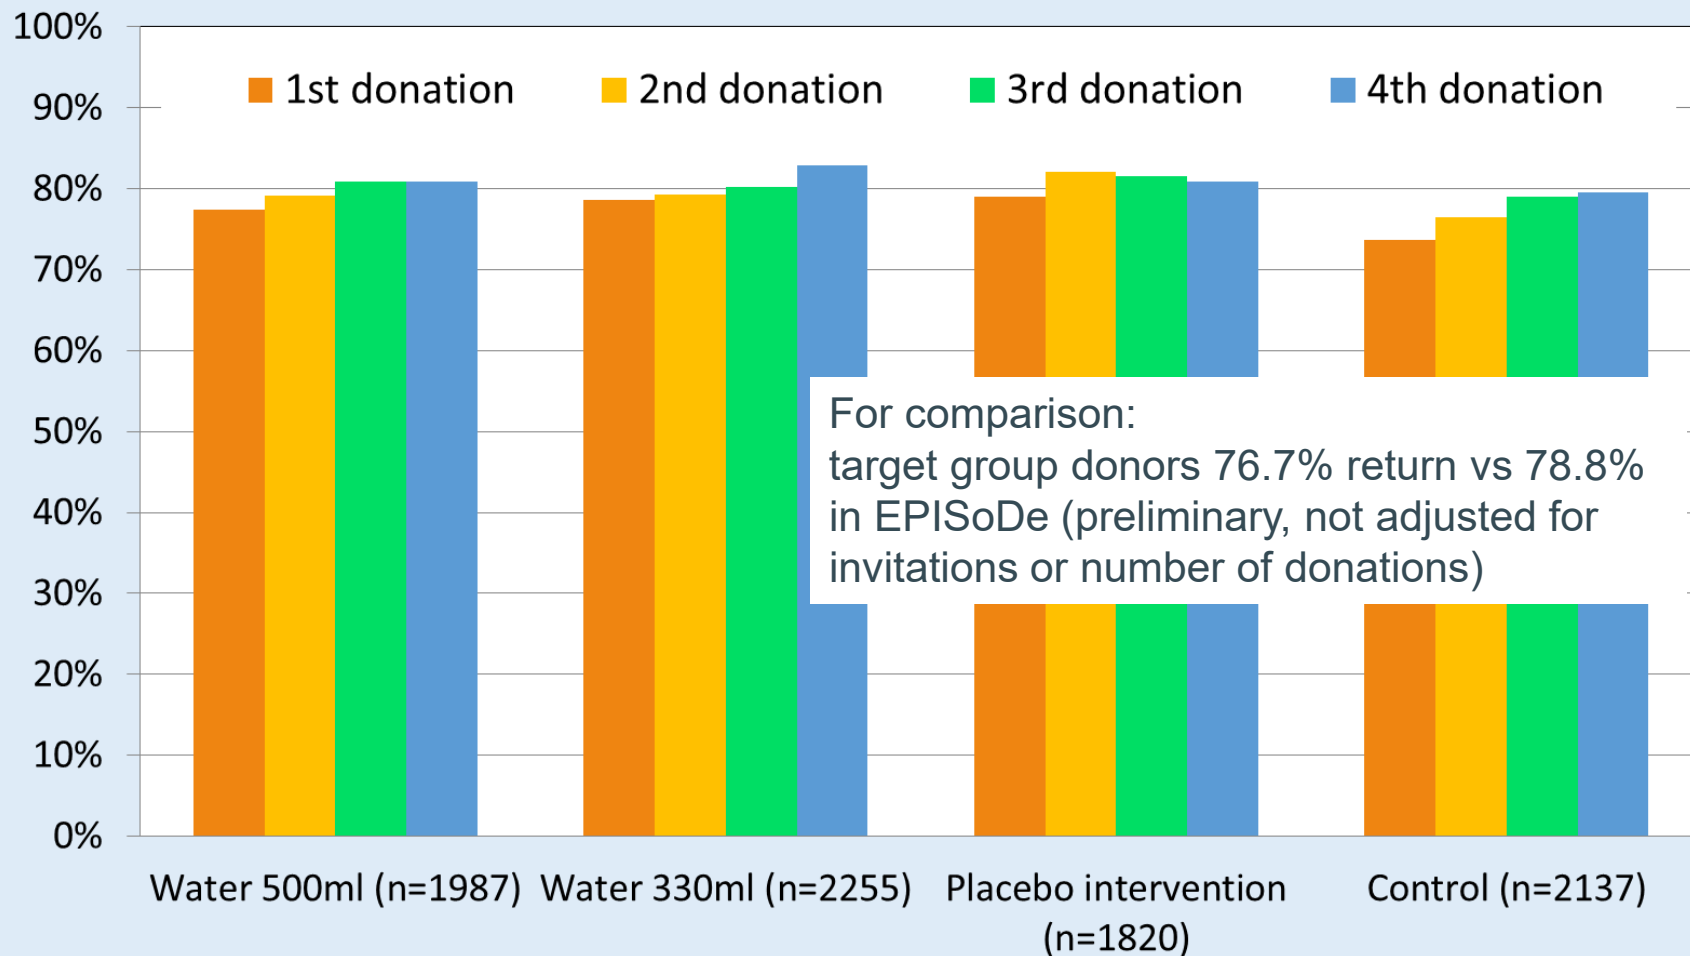 100%
90%
80%
70%
60%
50%
40%
30%
20%
10%
0%
1st donation 2nd donation 3rd donation 4th donation
For comparison:
target group donors 76.7% return vs 78.8%
in EPISoDe (preliminary, not adjusted for
invitations or number of donations)
Water 500ml (n=1987) Water 330ml (n=2255) Placebo intervention Control (n=2137)
(n=1820)